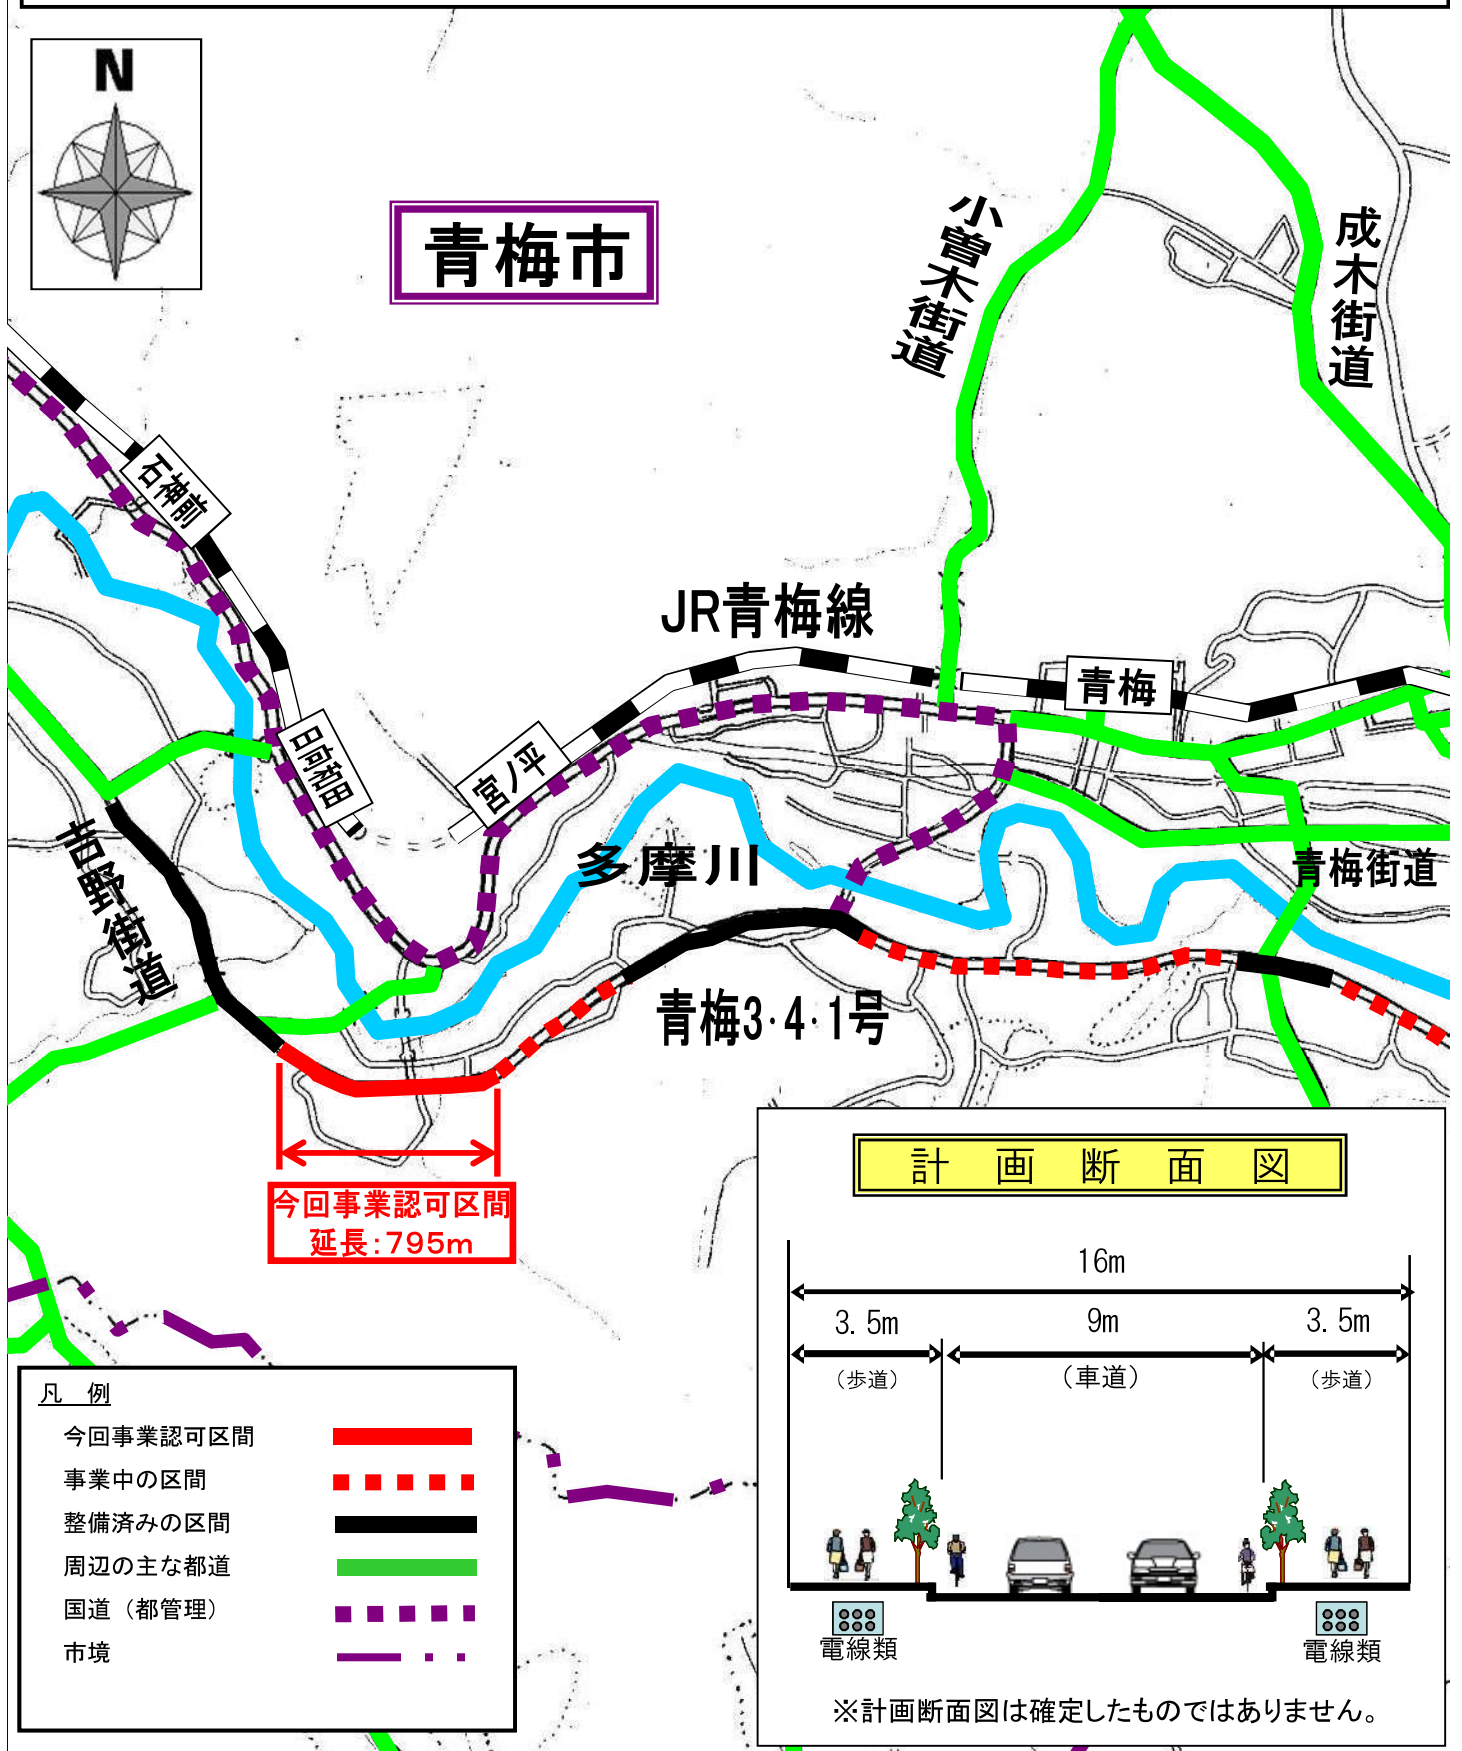 N
青梅市
小曽木街道
成木街道
石神前
JR青梅線
青梅
日向和田
宮ノ平
多摩川
吉野街道
青梅街道
青梅3・4・1号
今回事業認可区間
延長：795m
計画断面図
16m
3.5m
9m
3.5m
（歩道）
（車道）
（歩道）
電線類
電線類
※計画断面図は確定したものではありません。
凡 例
今回事業認可区間
事業中の区間
整備済みの区間
周辺の主な都道
国道（都管理）
市境